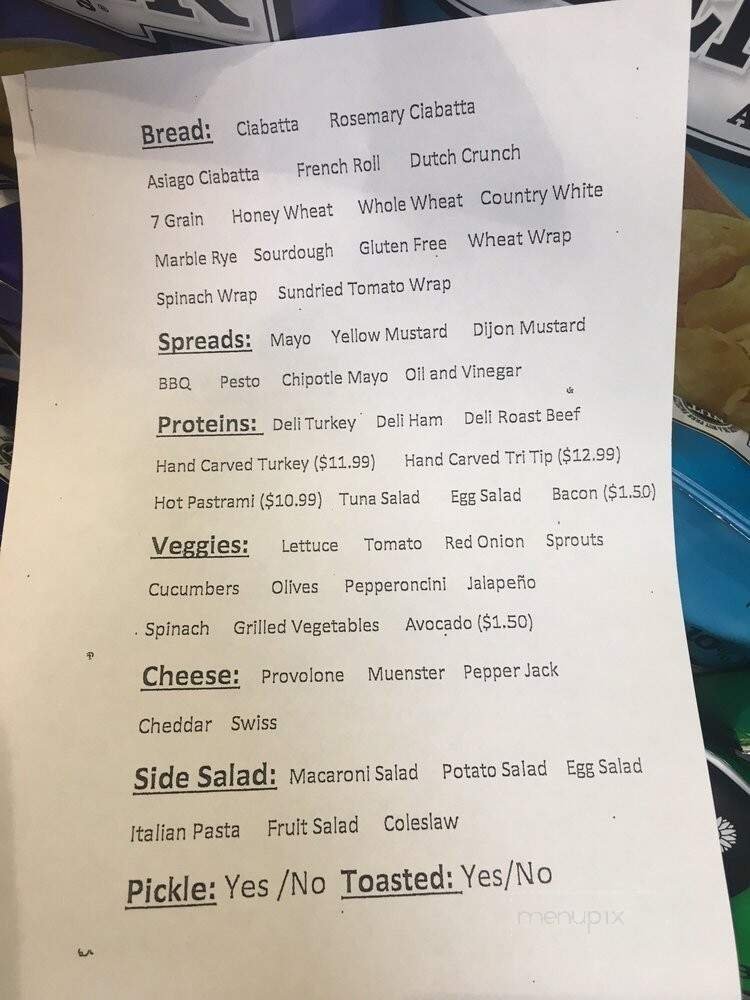 Bread: Ciabatta Rosemary Ciabatta
Asiago Ciabatta French Roll Dutch Crunch
7 Grain Honey Wheat Whole Wheat Country White
Marble Rye Sourdough Gluten Free Wheat Wrap
Spinach Wrap Sundried Tomato Wrap
Spreads: Mayo Yellow Mustard Dijon Mustard
BBQ Pesto Chipotle Mayo Oil and Vinegar
Proteins: Deli Turkey Deli Ham Deli Roast Beef
Hand Carved Turkey ($11.99) Hand Carved Tri Tip ($12.99)
Hot Pastrami ($10.99) Tuna Salad Egg Salad Bacon ($1.50)
Veggies: Lettuce Tomato Red Onion Sprouts
Cucumbers Olives Pepperoncini Jalapeño
Spinach Grilled Vegetables Avocado ($1.50)
Cheese: Provolone Muenster Pepper Jack
Cheddar Swiss
Side Salad: Macaroni Salad Potato Salad Egg Salad
Italian Pasta Fruit Salad Coleslaw
Pickle: Yes /No Toasted: Yes/No
menupix